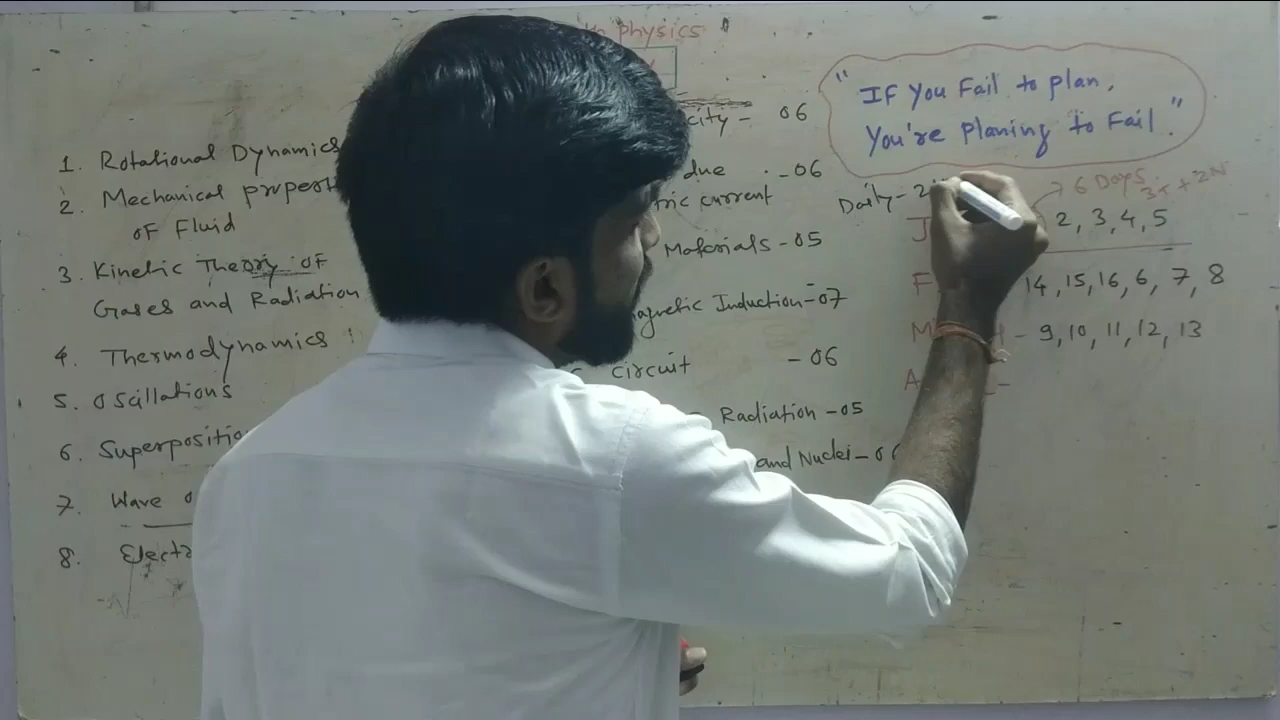 physics
1. Rotational Dynamics
2. Mechanical propert
of Fluid
3. Kinetic Theory of
Gases and Radiation
4. Thermodynamics
5. Oscillations
6. Superpositio
7. Wave o
8. Electr
city - 06
due - 06
ric current
Materials - 05
agnetic Induction - 07
circuit - 06
Radiation - 05
and Nuclei - 06
"If You Fail to plan,
You're planing to Fail."
Daily - 2
6 Days
3T + 2N
J 2, 3, 4, 5
F 14, 15, 16, 6, 7, 8
M - 9, 10, 11, 12, 13
A -